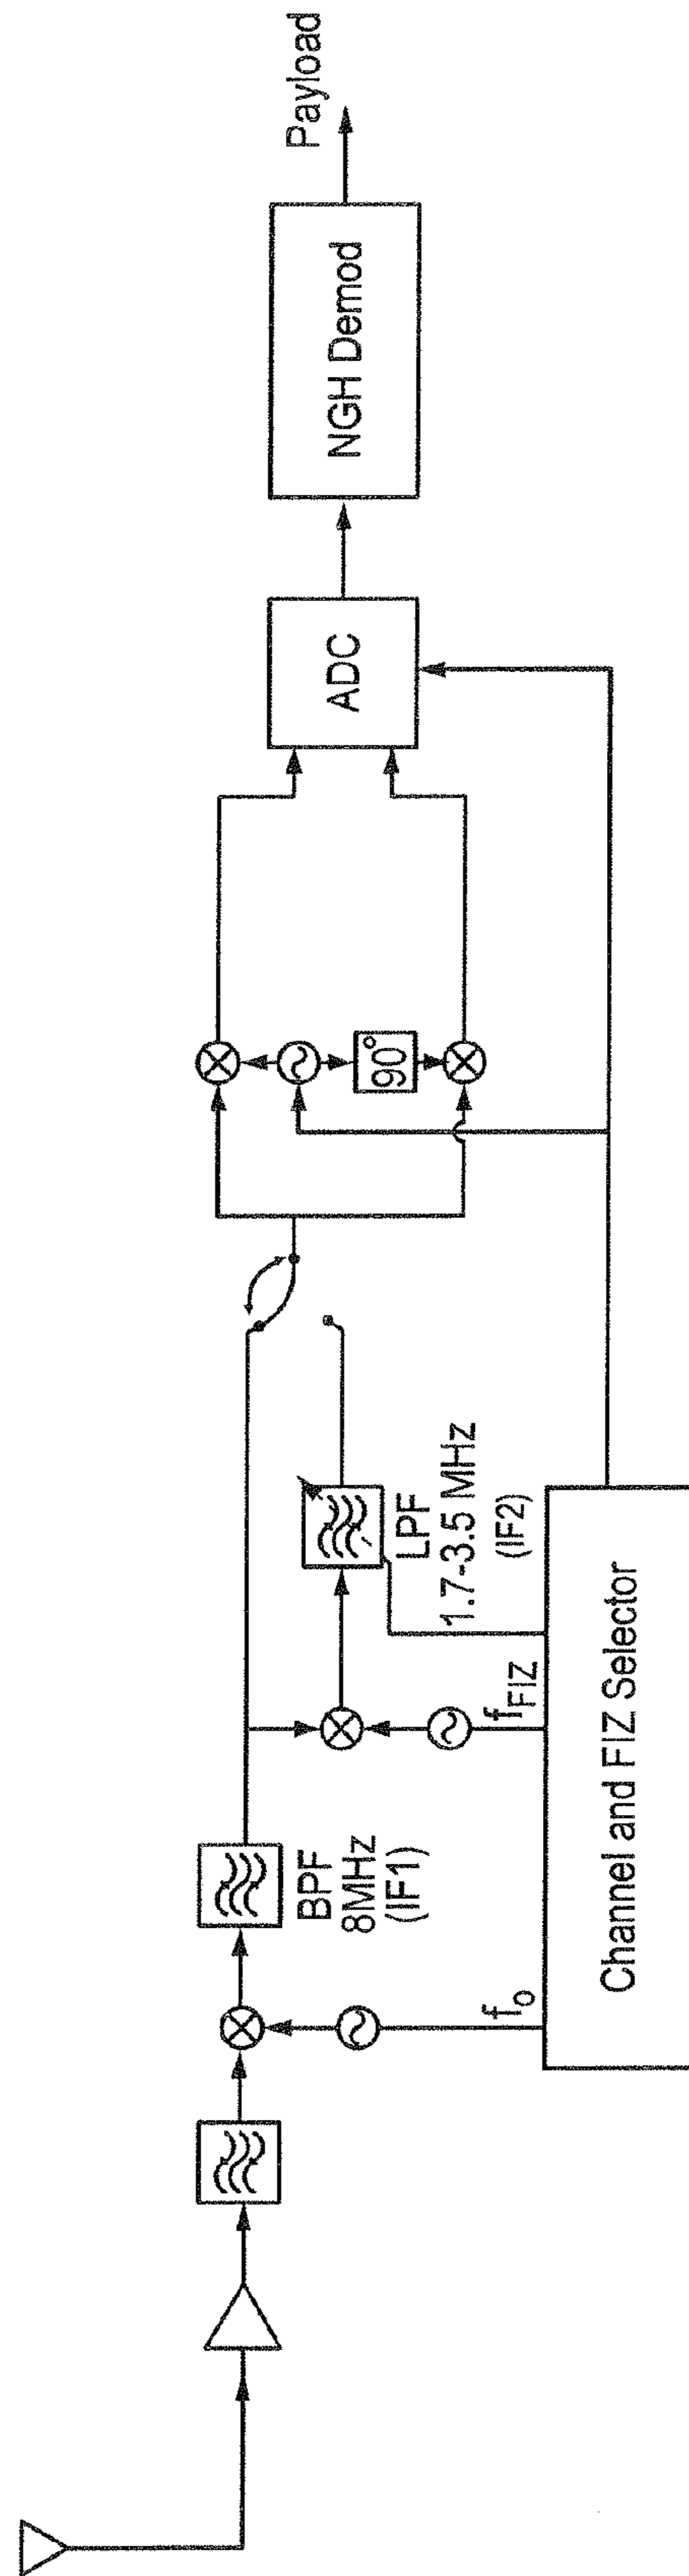 BPF
8MHz
(IF1)
LPF
1.7-3.5 MHz
(IF2)
90°
ADC
NGH Demod
Payload
f₀
f_FIZ
Channel and FIZ Selector